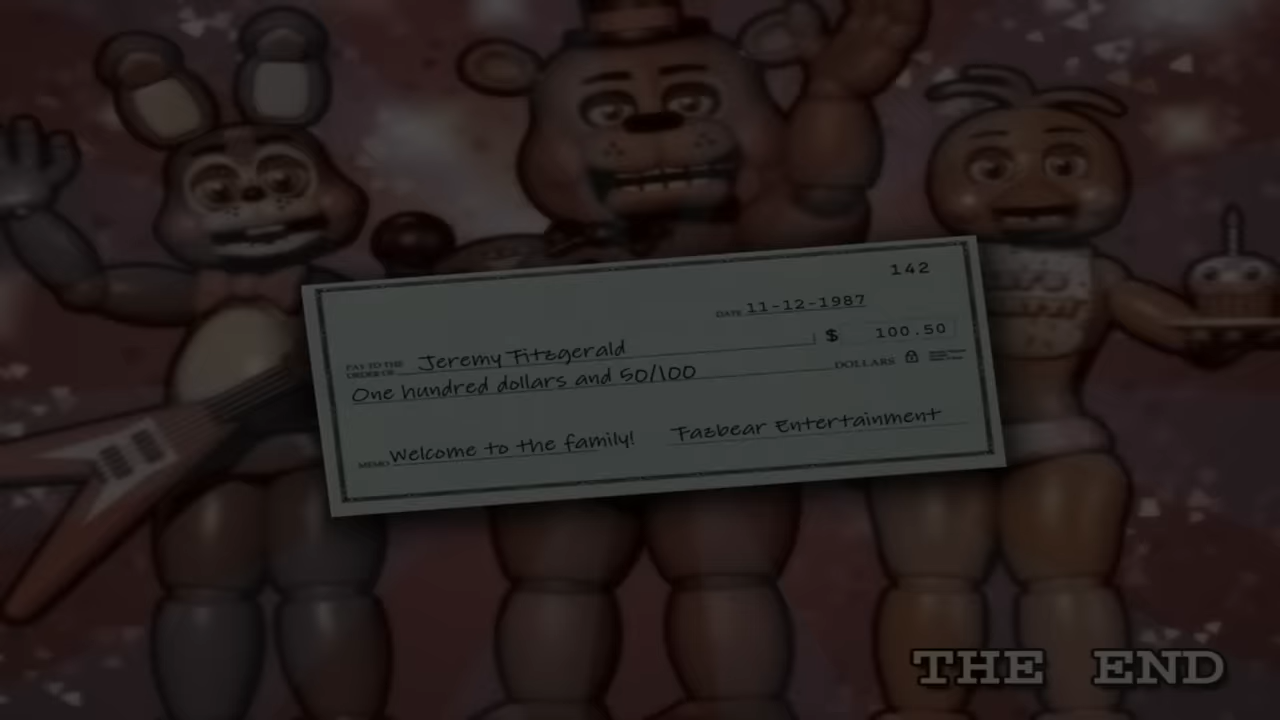 142
DATE 11-12-1987
PAY TO THE
ORDER OF Jeremy Fitzgerald $ 100.50
One hundred dollars and 50/100 DOLLARS
MEMO Welcome to the family! Fazbear Entertainment
THE END